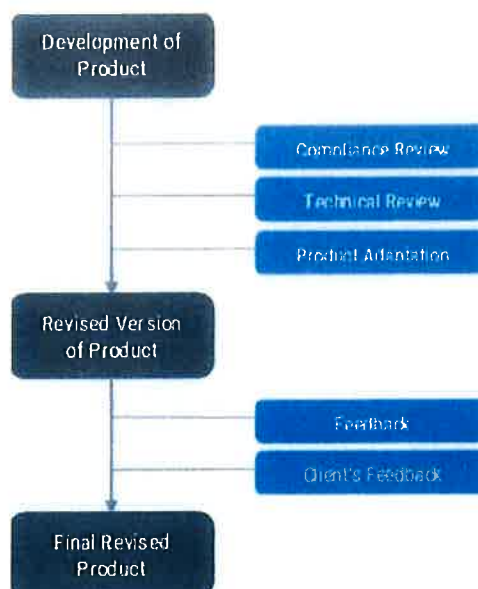 Development of
Product
Compliance Review
Technical Review
Product Adaptation
Revised Version
of Product
Feedback
Client's Feedback
Final Revised
Product